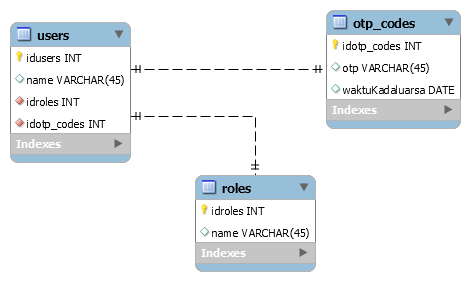 users
idusers INT
name VARCHAR(45)
idroles INT
idotp_codes INT
Indexes
otp_codes
idotp_codes INT
otp VARCHAR(45)
waktuKadaluarsa DATE
Indexes
roles
idroles INT
name VARCHAR(45)
Indexes